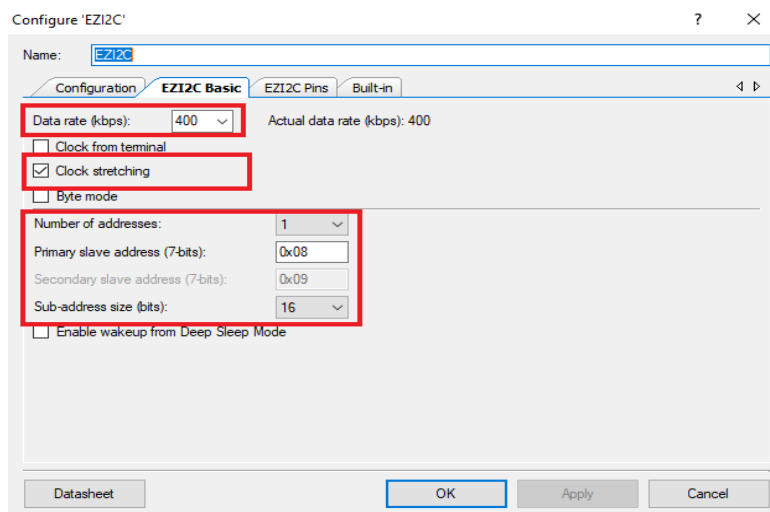 Configure 'EZI2C'
? ×
Name: EZI2C
Configuration EZI2C Basic EZI2C Pins Built-in
Data rate (kbps): 400 Actual data rate (kbps): 400
Clock from terminal
Clock stretching
Byte mode
Number of addresses: 1
Primary slave address (7-bits): 0x08
Secondary slave address (7-bits): 0x09
Sub-address size (bits): 16
Enable wakeup from Deep Sleep Mode
Datasheet OK Apply Cancel